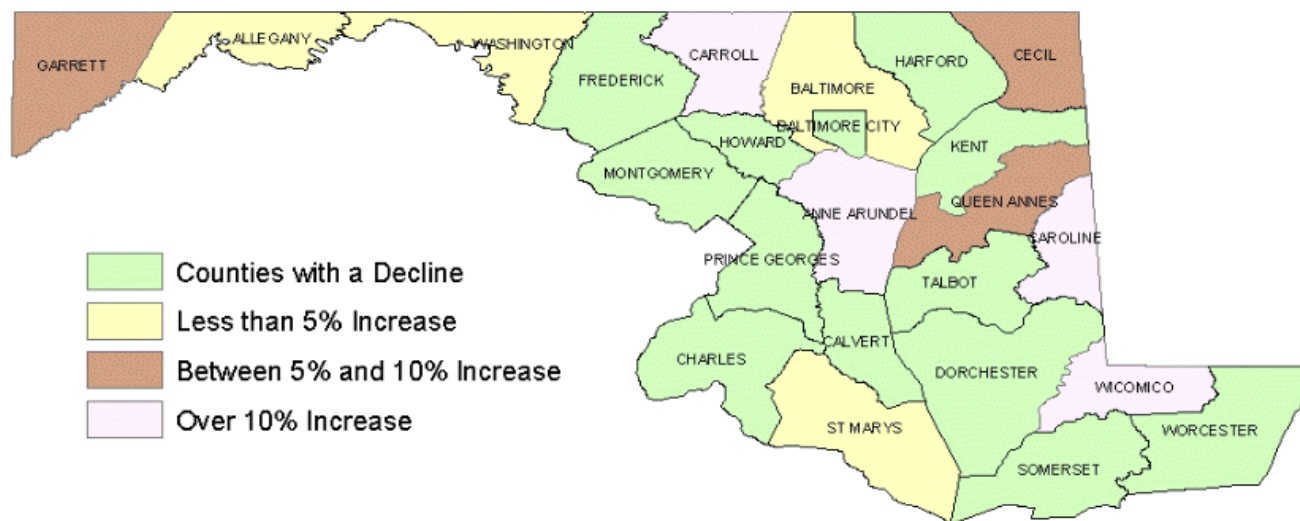 GARRETT
ALLEGANY
WASHINGTON
FREDERICK
CARROLL
BALTIMORE
HARFORD
CECIL
BALTIMORE CITY
HOWARD
KENT
MONTGOMERY
QUEEN ANNES
ANNE ARUNDEL
CAROLINE
PRINCE GEORGES
TALBOT
CHARLES
CALVERT
DORCHESTER
WICOMICO
ST MARYS
WORCESTER
SOMERSET
Counties with a Decline
Less than 5% Increase
Between 5% and 10% Increase
Over 10% Increase